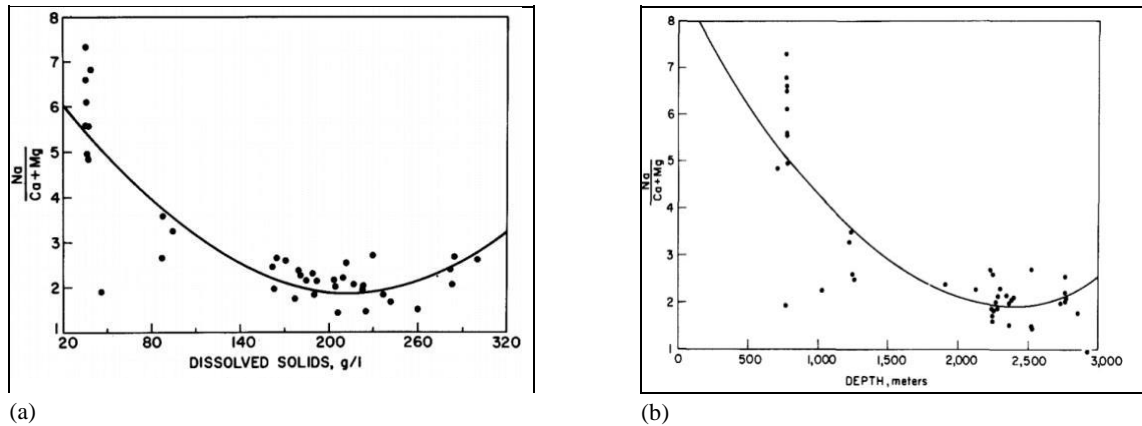 8
7
6
5
4
3
2
1
Na
Ca+Mg
20 80 140 200 260 320
DISSOLVED SOLIDS, g/l
(a)
8
7
6
5
4
3
2
1
Na
Ca+Mg
0 500 1,000 1,500 2,000 2,500 3,000
DEPTH, meters
(b)